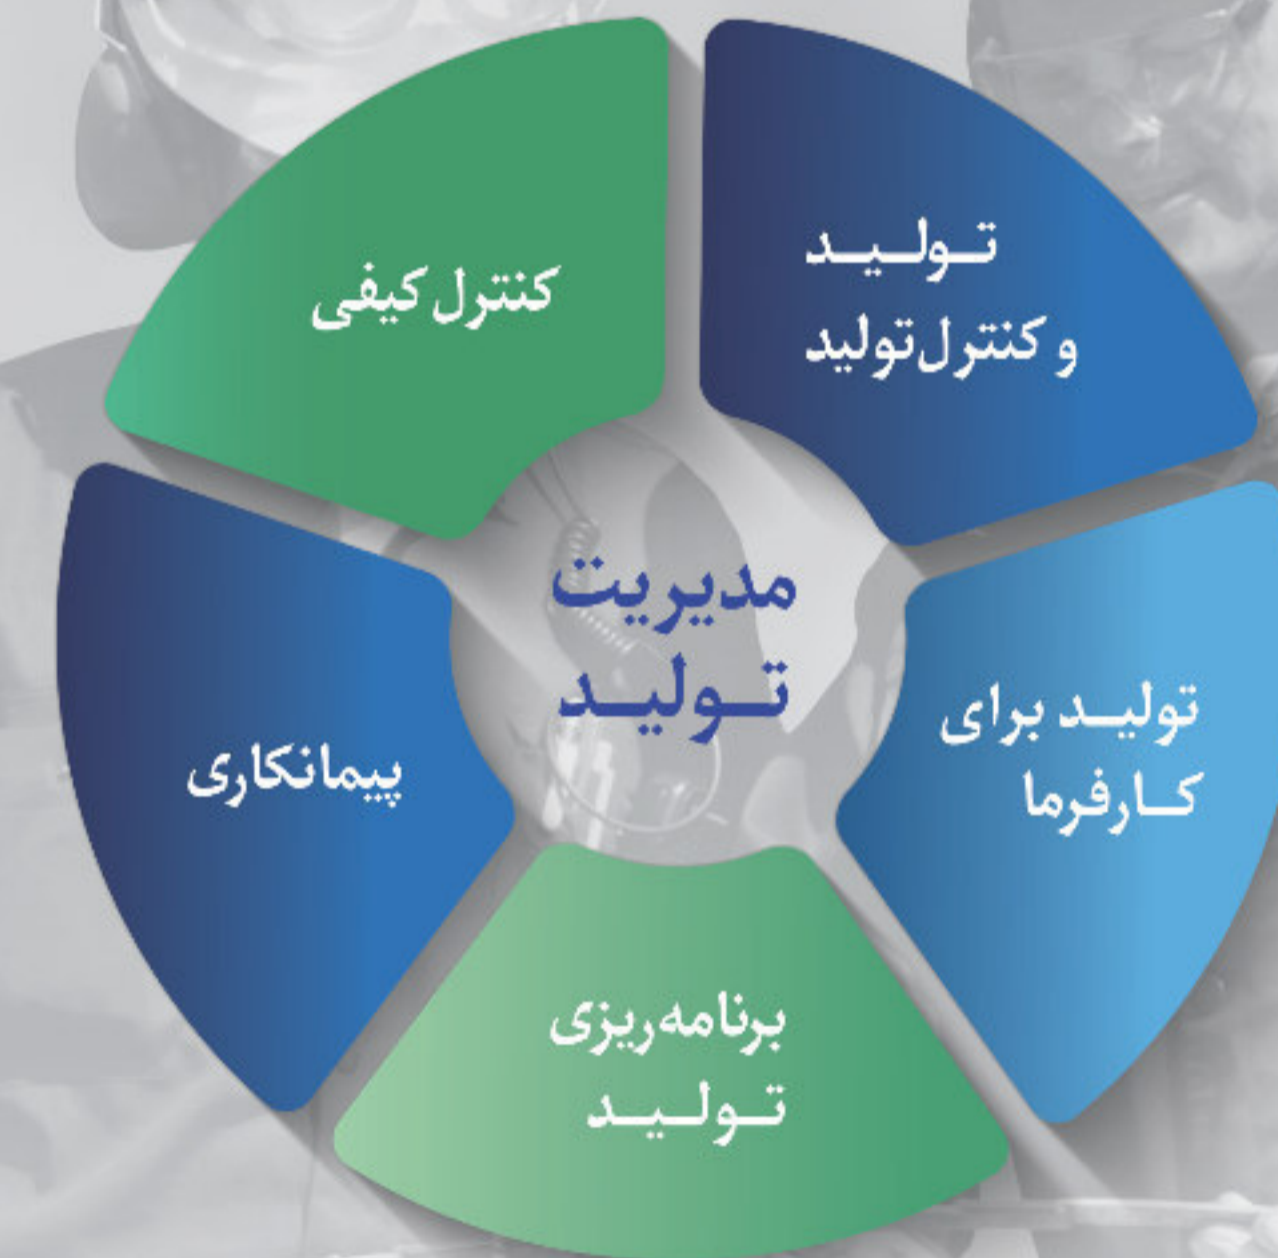 تولید
و کنترل تولید
کنترل کیفی
مدیریت
تولید
تولید برای
کارفرما
پیمانکاری
برنامه‌ریزی
تولید